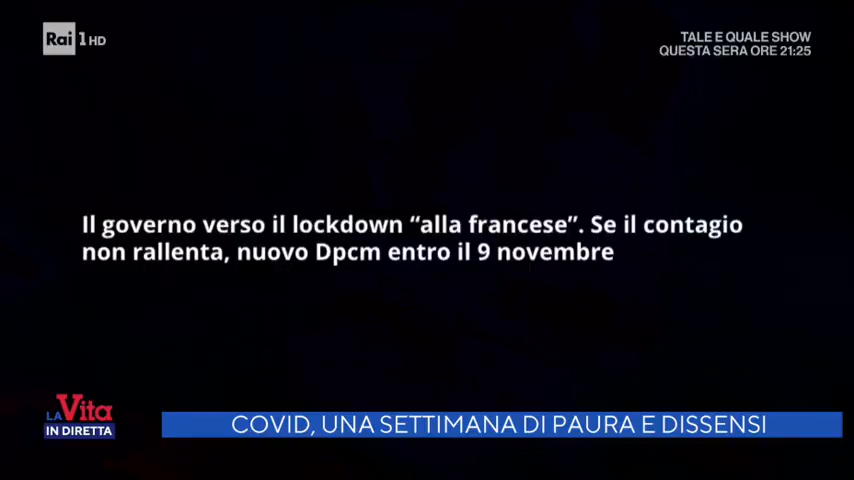 Rai 1 HD
TALE E QUALE SHOW
QUESTA SERA ORE 21:25
Il governo verso il lockdown “alla francese”. Se il contagio
non rallenta, nuovo Dpcm entro il 9 novembre
LA Vita
IN DIRETTA
COVID, UNA SETTIMANA DI PAURA E DISSENSI